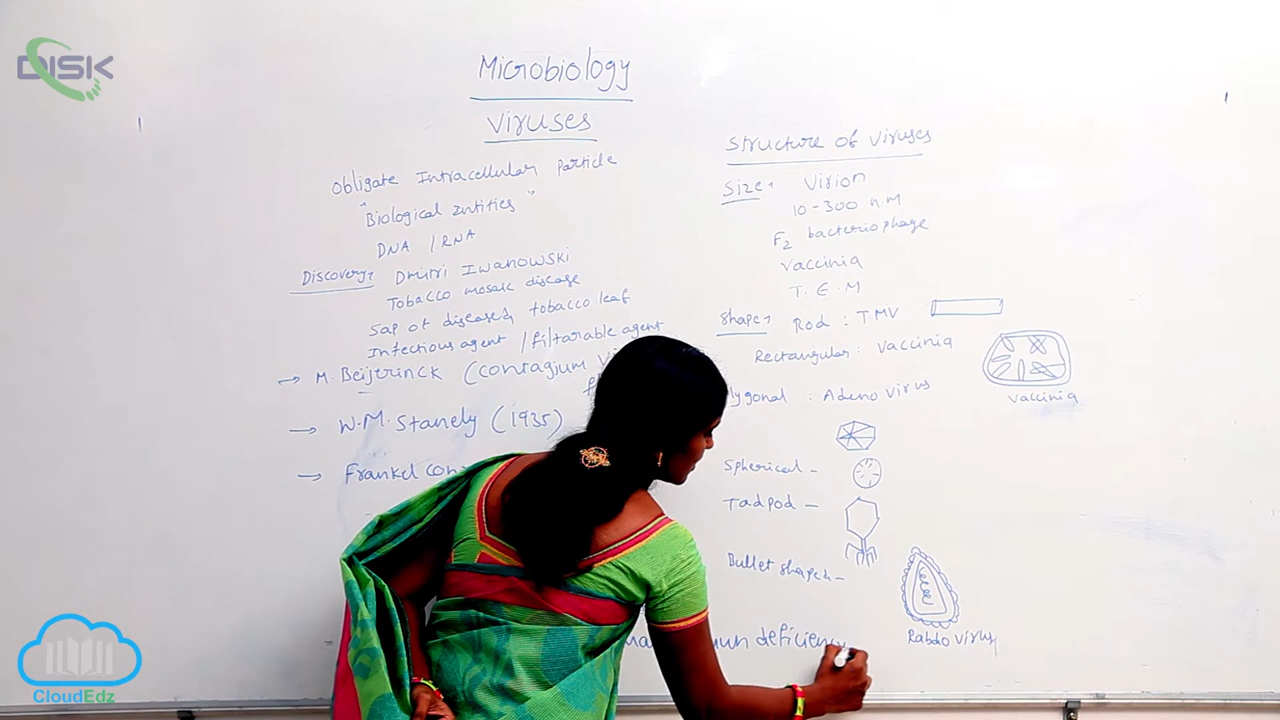 DISK
Microbiology
Viruses
Obligate Intracellular Particle
"Biological Entities"
DNA / RNA
Discovery: Dmitri Iwanowski
Tobacco mosaic disease
Sap of diseased tobacco leaf
Infectious agent / filtarable agent
→ M. Beijerinck (contagium
→ W.M. Stanely (1935)
→ Frankel
Structure of Viruses
Size: Virion
10-300 n.M
F2 bacteriophage
Vaccinia
T.E.M
Shape: Rod : TMV
Rectangular : Vaccinia
vaccinia
: Adeno virus
Spherical -
Tadpod -
Bullet shaped -
Rabdo virus
deficiency
CloudEdz